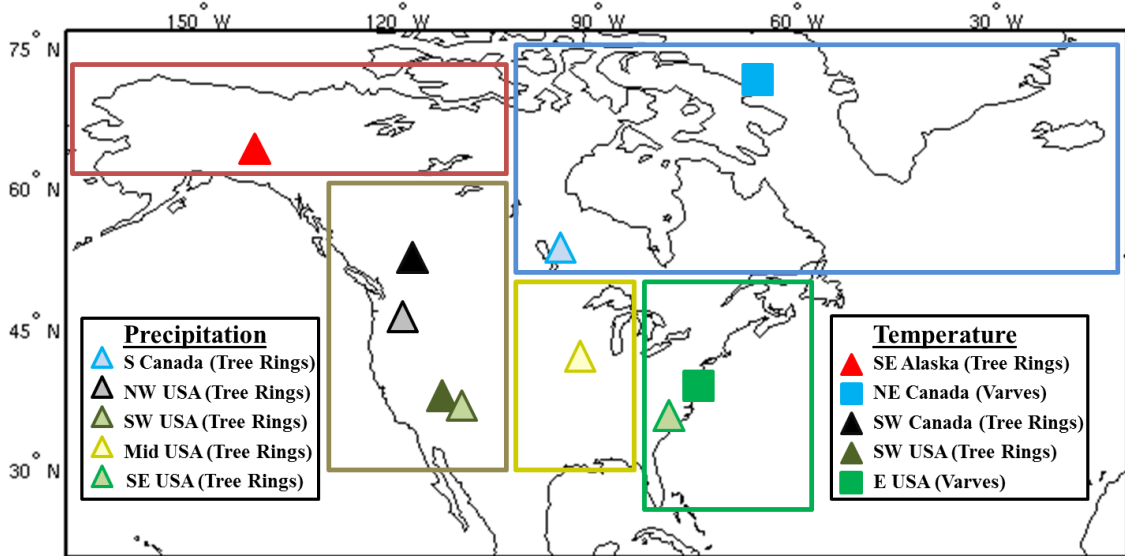 150° W 120° W 90° W 60° W 30° W
75° N
60° N
45° N
30° N
Precipitation
S Canada (Tree Rings)
NW USA (Tree Rings)
SW USA (Tree Rings)
Mid USA (Tree Rings)
SE USA (Tree Rings)
Temperature
SE Alaska (Tree Rings)
NE Canada (Varves)
SW Canada (Tree Rings)
SW USA (Tree Rings)
E USA (Varves)